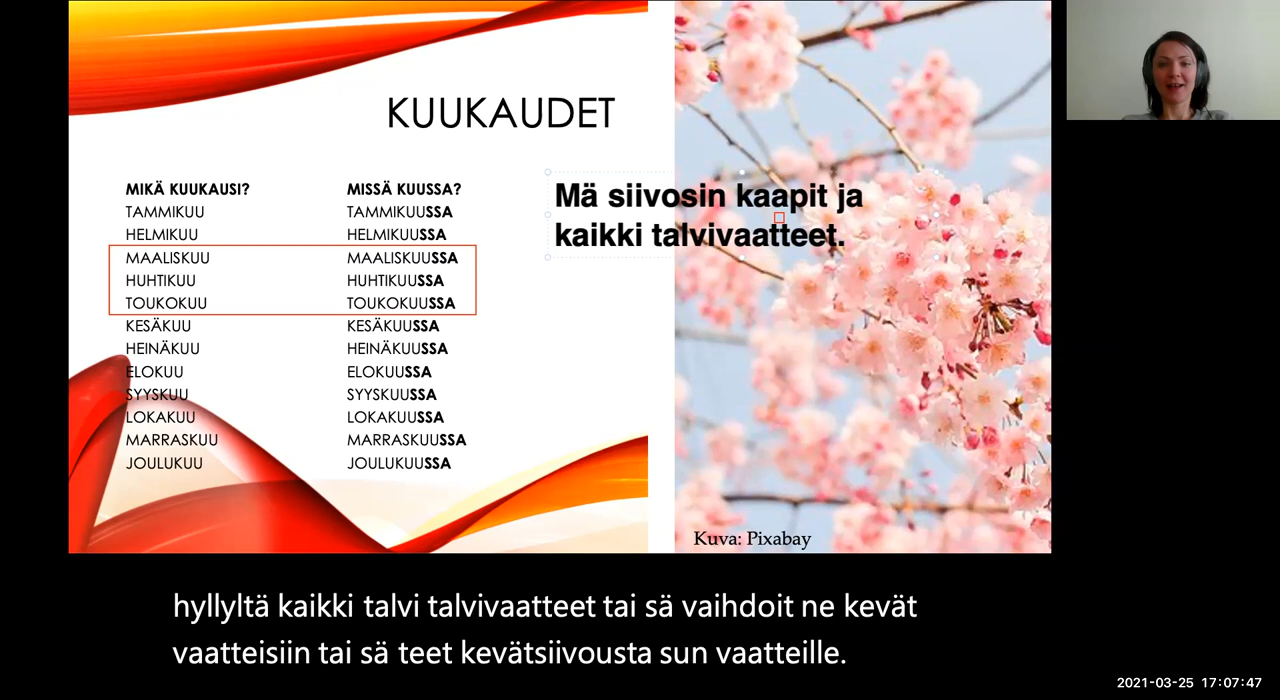 KUUKAUDET
MIKÄ KUUKAUSI?
TAMMIKUU
HELMIKUU
MAALISKUU
HUHTIKUU
TOUKOKUU
KESÄKUU
HEINÄKUU
ELOKUU
SYYSKUU
LOKAKUU
MARRASKUU
JOULUKUU
MISSÄ KUUSSA?
TAMMIKUUSSA
HELMIKUUSSA
MAALISKUUSSA
HUHTIKUUSSA
TOUKOKUUSSA
KESÄKUUSSA
HEINÄKUUSSA
ELOKUUSSA
SYYSKUUSSA
LOKAKUUSSA
MARRASKUUSSA
JOULUKUUSSA
Mä siivosin kaapit ja
kaikki talvivaatteet.
Kuva: Pixabay
hyllyltä kaikki talvi talvivaatteet tai sä vaihdoit ne kevät
vaatteisiin tai sä teet kevätsiivousta sun vaatteille.
2021-03-25 17:07:47